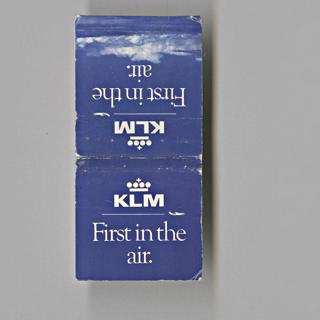 air.
First in the
KLM
KLM
First in the
air.